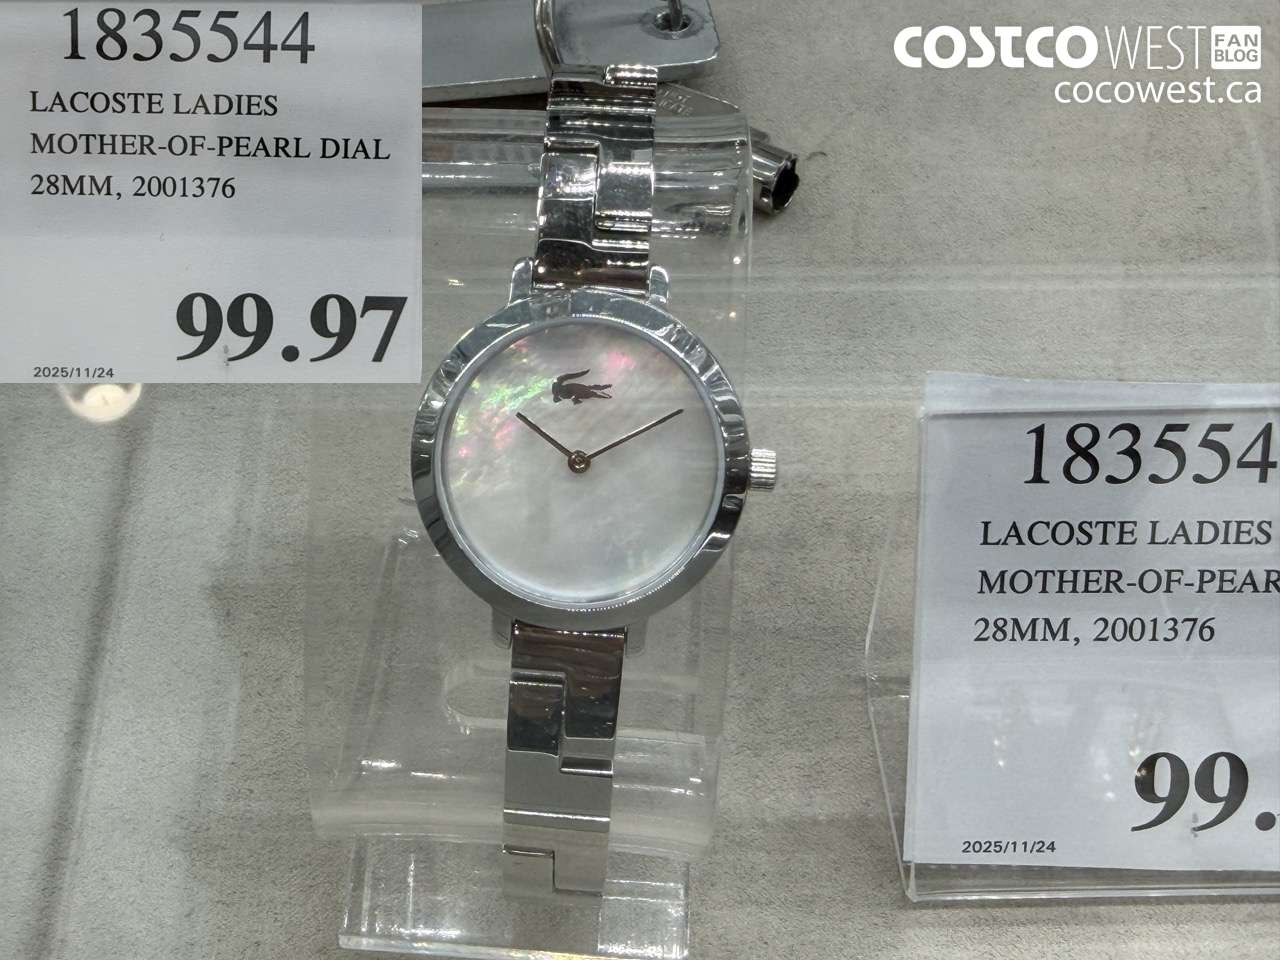 1835544
LACOSTE LADIES
MOTHER-OF-PEARL DIAL
28MM, 2001376
99.97
2025/11/24
COSTCO WEST FAN BLOG
cocowest.ca
183554
LACOSTE LADIES
MOTHER-OF-PEAR
28MM, 2001376
99.
2025/11/24